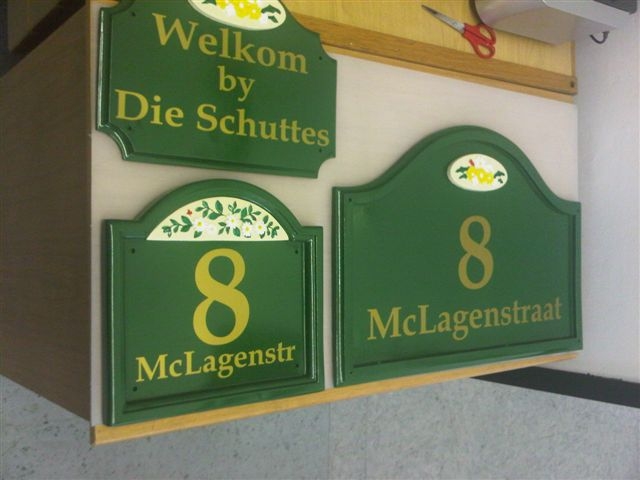 Welkom
by
Die Schuttes
8
McLagenstr
8
McLagenstraat